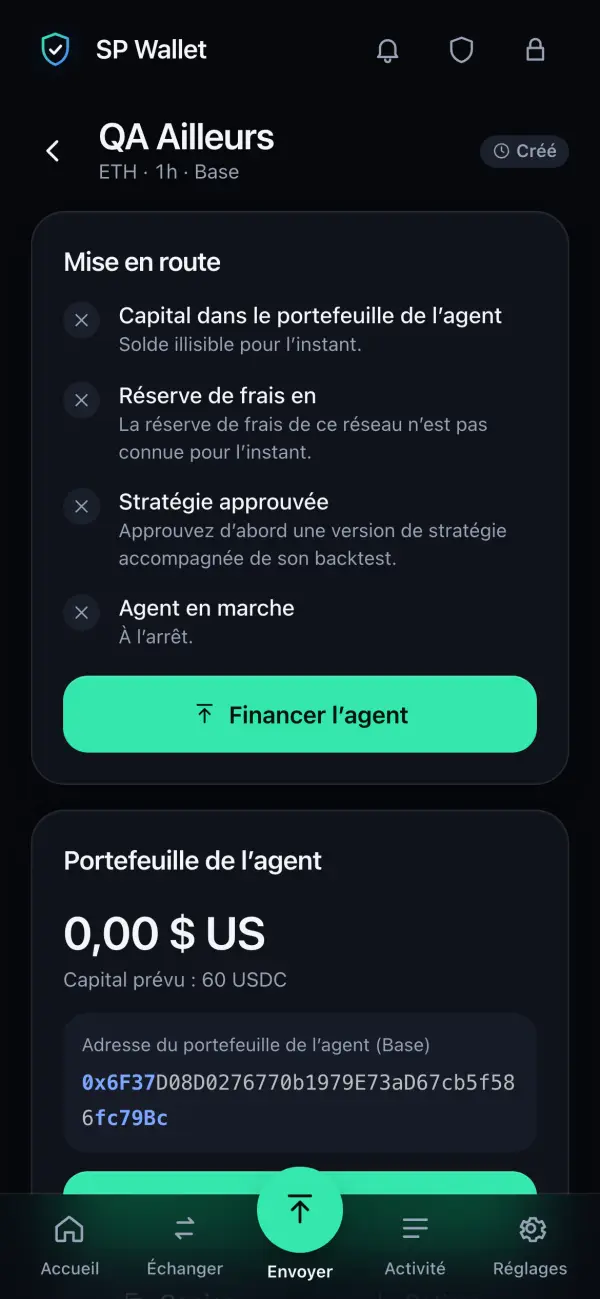 SP Wallet
QA Ailleurs
ETH · 1h · Base
Créé
Mise en route
Capital dans le portefeuille de l’agent
Solde illisible pour l’instant.
Réserve de frais en
La réserve de frais de ce réseau n’est pas
connue pour l’instant.
Stratégie approuvée
Approuvez d’abord une version de stratégie
accompagnée de son backtest.
Agent en marche
À l’arrêt.
Financer l’agent
Portefeuille de l’agent
0,00 $ US
Capital prévu : 60 USDC
Adresse du portefeuille de l’agent (Base)
0x6F37D08D0276770b1979E73aD67cb5f58
6fc79Bc
Accueil
Échanger
Envoyer
Activité
Réglages